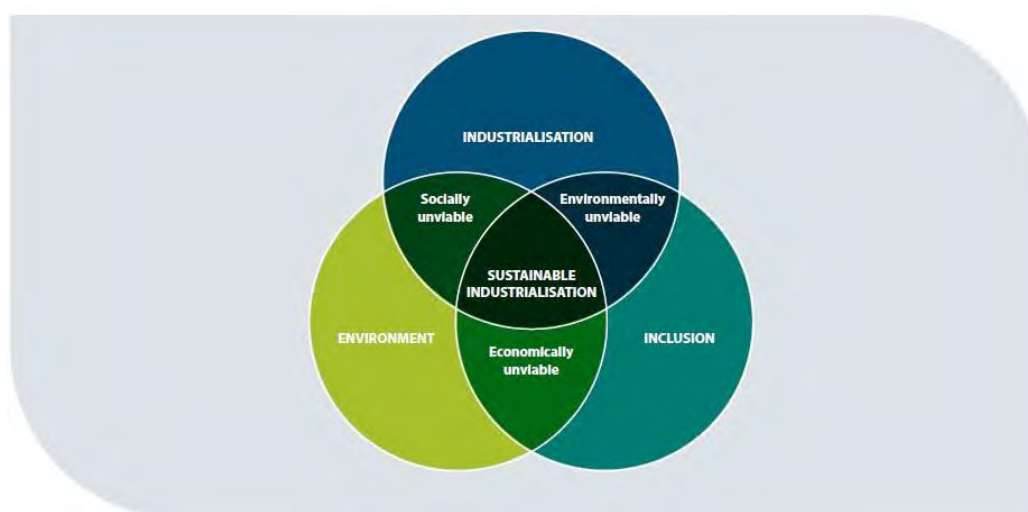 INDUSTRIALISATION
Socially
unviable
Environmentally
unviable
SUSTAINABLE
INDUSTRIALISATION
ENVIRONMENT
INCLUSION
Economically
unviable